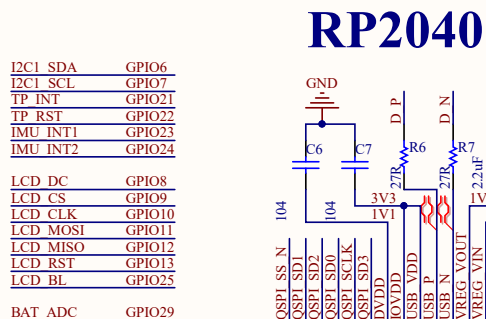 RP2040
I2C1_SDA GPIO6
I2C1_SCL GPIO7
TP_INT GPIO21
TP_RST GPIO22
IMU_INT1 GPIO23
IMU_INT2 GPIO24
LCD_DC GPIO8
LCD_CS GPIO9
LCD_CLK GPIO10
LCD_MOSI GPIO11
LCD_MISO GPIO12
LCD_RST GPIO13
LCD_BL GPIO25
BAT_ADC GPIO29
GND
D_P
D_N
C6
C7
R6
R7
104
104
27R
27R
2.2uF
3V3
1V1
1V
QSPI_SS_N
QSPI_SD1
QSPI_SD2
QSPI_SD0
QSPI_SCLK
QSPI_SD3
DVDD
IOVDD
USB_VDD
USB_P
USB_N
VREG_VOUT
VREG_VIN